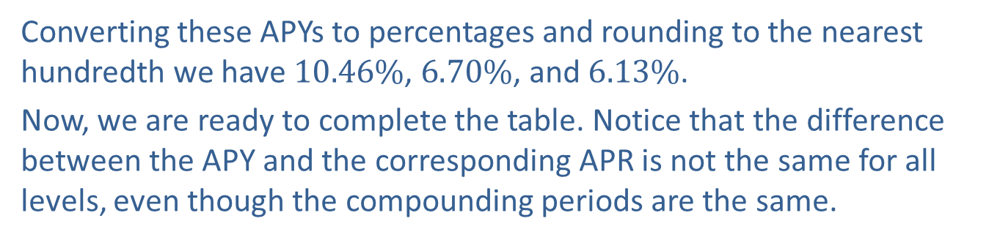 Converting these APYs to percentages and rounding to the nearest
hundredth we have 10.46%, 6.70%, and 6.13%.
Now, we are ready to complete the table. Notice that the difference
between the APY and the corresponding APR is not the same for all
levels, even though the compounding periods are the same.